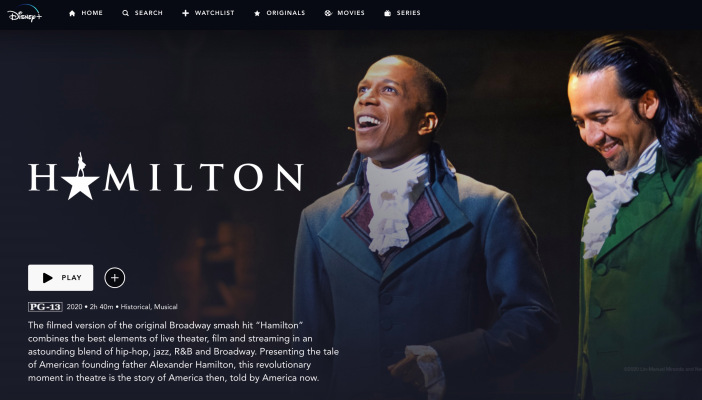 Disney+
HOME
SEARCH
WATCHLIST
ORIGINALS
MOVIES
SERIES
HAMILTON
PLAY
PG-13 2020 • 2h 40m • Historical, Musical
The filmed version of the original Broadway smash hit “Hamilton”
combines the best elements of live theater, film and streaming in an
astounding blend of hip-hop, jazz, R&B and Broadway. Presenting the tale
of American founding father Alexander Hamilton, this revolutionary
moment in theatre is the story of America then, told by America now.